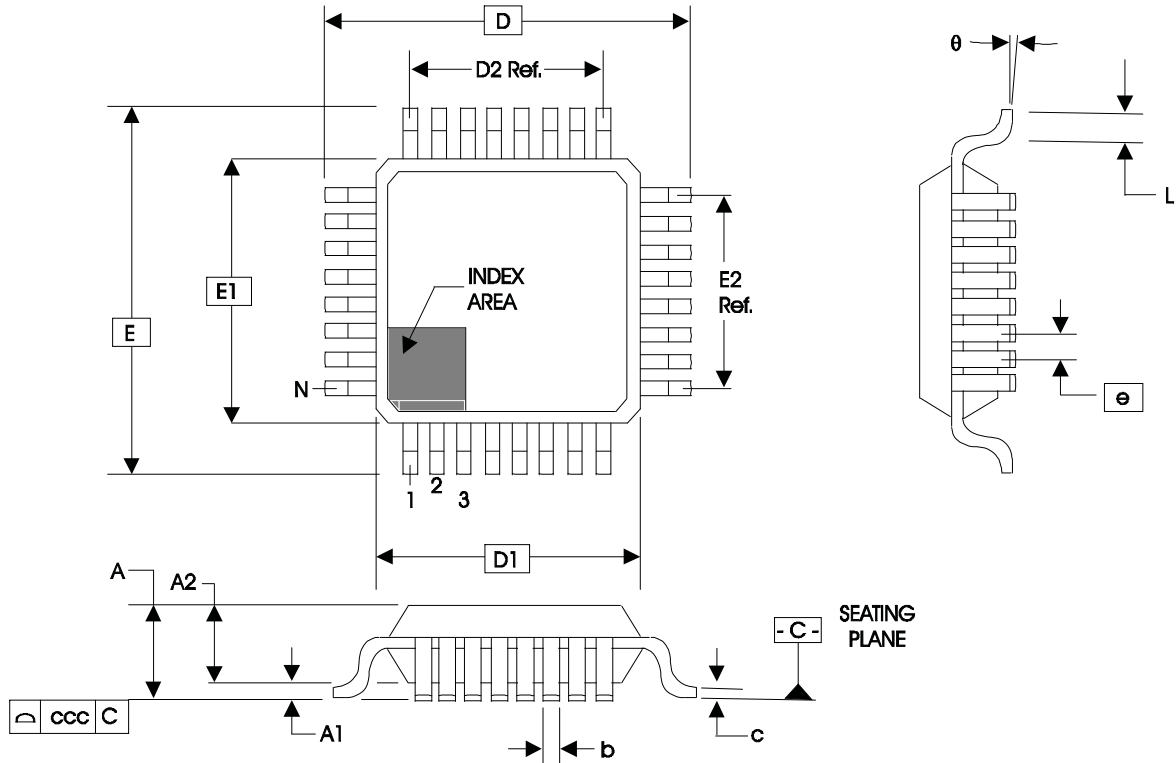 D
D2 Ref.
θ
L
E1
E
INDEX
AREA
E2
Ref.
N
e
1
2
3
D1
A
A2
- C -
SEATING
PLANE
ccc C
A1
b
c